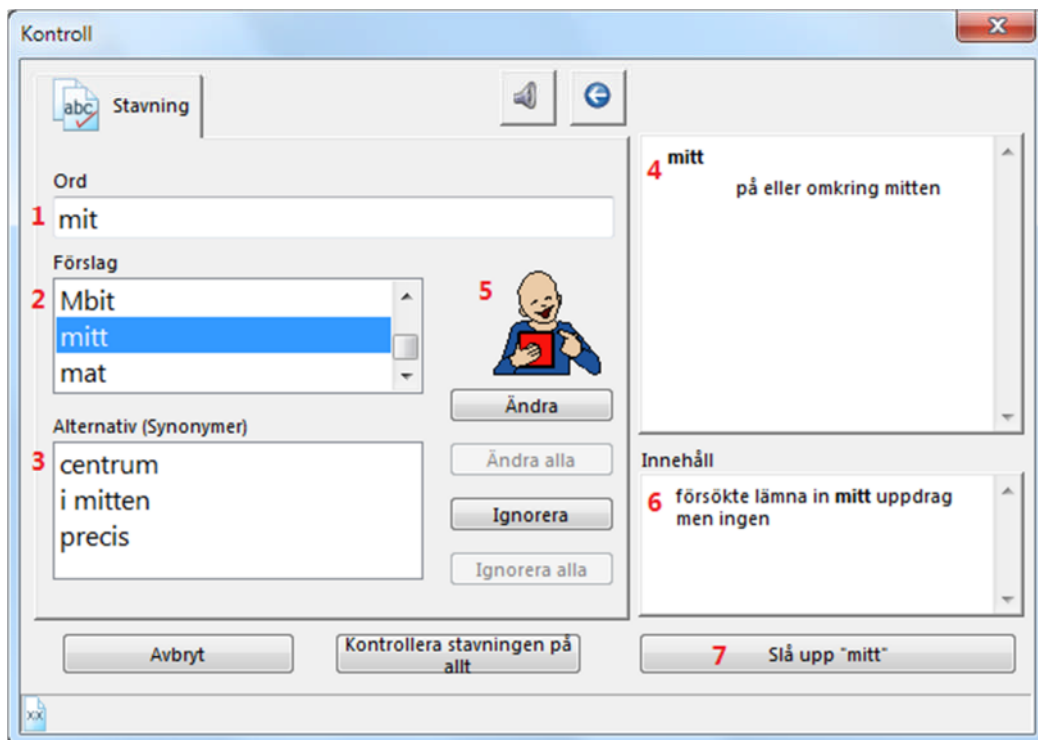 Kontroll
abc Stavning
Ord
1 mit
Förslag
2 Mbit
mitt
mat
Alternativ (Synonymer)
3 centrum
i mitten
precis
5
Ändra
Ändra alla
Ignorera
Ignorera alla
4 mitt
på eller omkring mitten
Innehåll
6 försökte lämna in mitt uppdrag
men ingen
Avbryt
Kontrollera stavningen på
allt
7 Slå upp "mitt"
xx